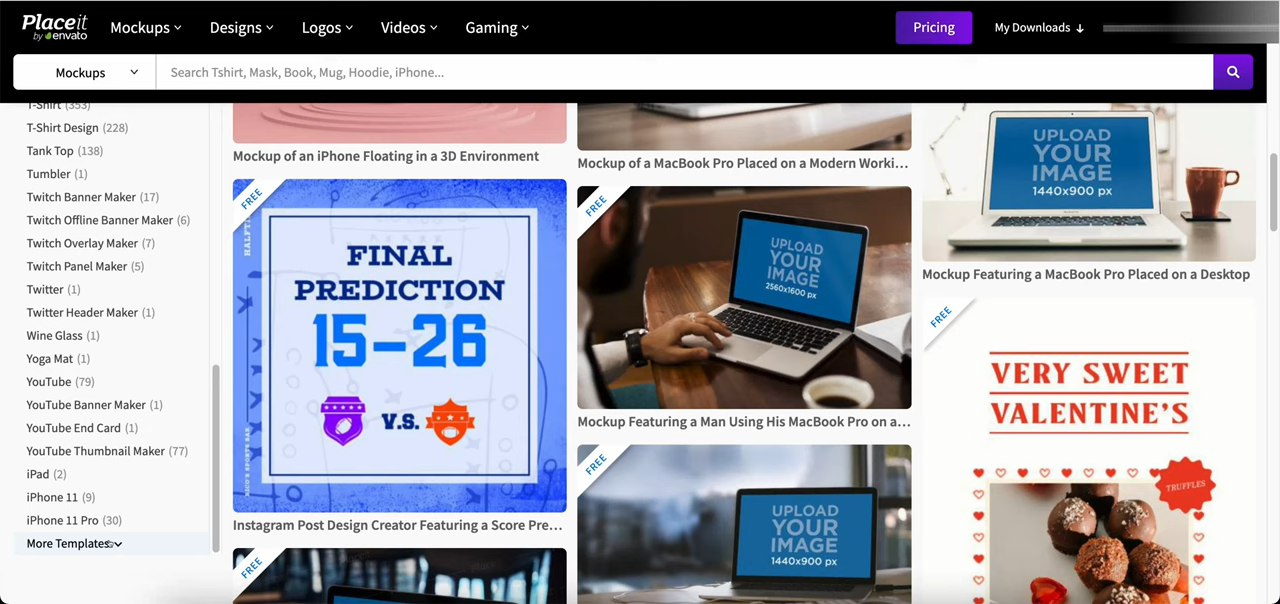 Placeit
by envato
Mockups
Designs
Logos
Videos
Gaming
Pricing
My Downloads
Mockups
Search Tshirt, Mask, Book, Mug, Hoodie, iPhone...
T-Shirt (353)
T-Shirt Design (228)
Tank Top (138)
Tumbler (1)
Twitch Banner Maker (17)
Twitch Offline Banner Maker (6)
Twitch Overlay Maker (7)
Twitch Panel Maker (5)
Twitter (1)
Twitter Header Maker (1)
Wine Glass (1)
Yoga Mat (1)
YouTube (79)
YouTube Banner Maker (1)
YouTube End Card (1)
YouTube Thumbnail Maker (77)
iPad (2)
iPhone 11 (9)
iPhone 11 Pro (30)
More Templates
Mockup of an iPhone Floating in a 3D Environment
FREE
FINAL
PREDICTION
15-26
V.S.
Instagram Post Design Creator Featuring a Score Pre...
FREE
Mockup of a MacBook Pro Placed on a Modern Worki...
FREE
UPLOAD
YOUR
IMAGE
2560x1600 px
Mockup Featuring a Man Using His MacBook Pro on a...
FREE
UPLOAD
YOUR
IMAGE
1440x900 px
UPLOAD
YOUR
IMAGE
1440x900 px
Mockup Featuring a MacBook Pro Placed on a Desktop
FREE
VERY SWEET
VALENTINE'S
TRUFFLES